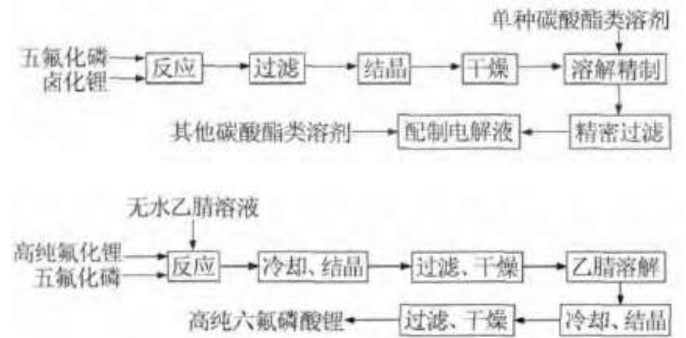 单种碳酸酯类溶剂
五氟化磷
卤化锂
反应
过滤
结晶
干燥
溶解精制
其他碳酸酯类溶剂
配制电解液
精密过滤
无水乙腈溶液
高纯氟化锂
五氟化磷
反应
冷却、结晶
过滤、干燥
乙腈溶解
高纯六氟磷酸锂
过滤、干燥
冷却、结晶